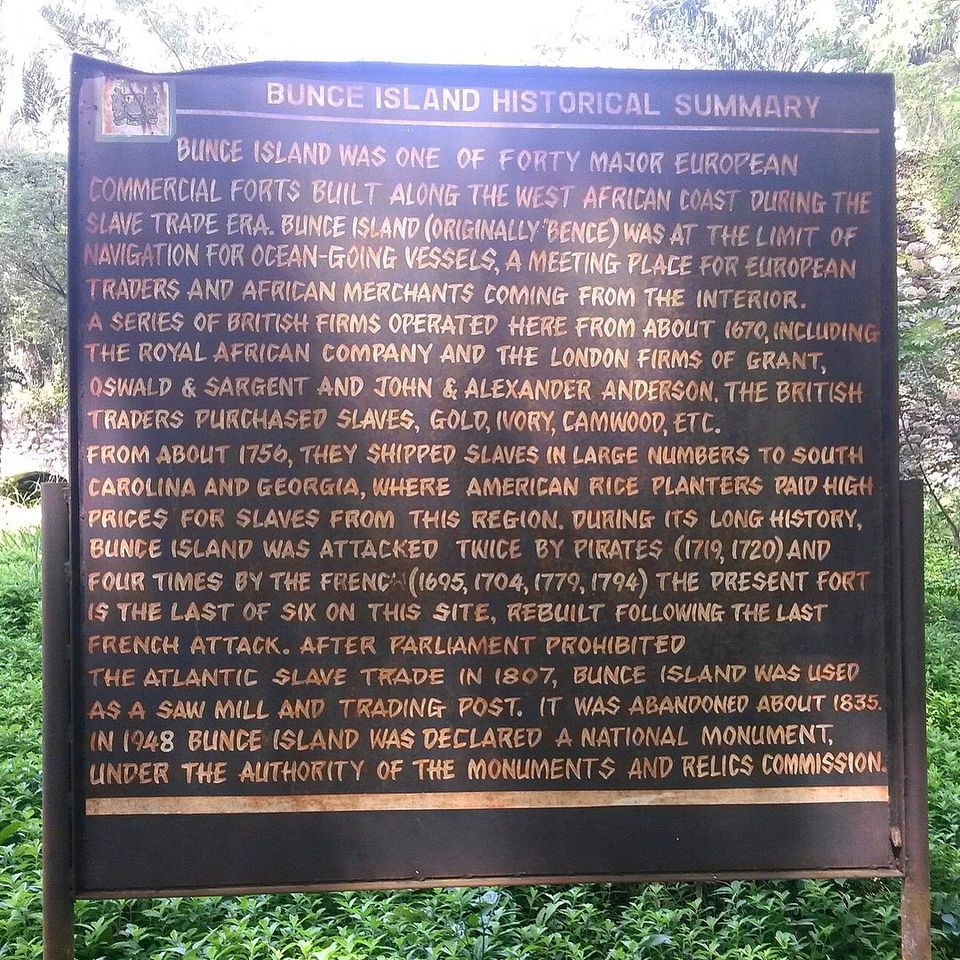 BUNCE ISLAND HISTORICAL SUMMARY
BUNCE ISLAND WAS ONE OF FORTY MAJOR EUROPEAN
COMMERCIAL FORTS BUILT ALONG THE WEST AFRICAN COAST DURING THE
SLAVE TRADE ERA. BUNCE ISLAND (ORIGINALLY "BENCE) WAS AT THE LIMIT OF
NAVIGATION FOR OCEAN-GOING VESSELS, A MEETING PLACE FOR EUROPEAN
TRADERS AND AFRICAN MERCHANTS COMING FROM THE INTERIOR.
A SERIES OF BRITISH FIRMS OPERATED HERE FROM ABOUT 1670, INCLUDING
THE ROYAL AFRICAN COMPANY AND THE LONDON FIRMS OF GRANT,
OSWALD & SARGENT AND JOHN & ALEXANDER ANDERSON. THE BRITISH
TRADERS PURCHASED SLAVES, GOLD, IVORY, CAMWOOD, ETC.
FROM ABOUT 1756, THEY SHIPPED SLAVES IN LARGE NUMBERS TO SOUTH
CAROLINA AND GEORGIA, WHERE AMERICAN RICE PLANTERS PAID HIGH
PRICES FOR SLAVES FROM THIS REGION. DURING ITS LONG HISTORY,
BUNCE ISLAND WAS ATTACKED TWICE BY PIRATES (1719, 1720) AND
FOUR TIMES BY THE FRENCH (1695, 1704, 1779, 1794) THE PRESENT FORT
IS THE LAST OF SIX ON THIS SITE, REBUILT FOLLOWING THE LAST
FRENCH ATTACK. AFTER PARLIAMENT PROHIBITED
THE ATLANTIC SLAVE TRADE IN 1807, BUNCE ISLAND WAS USED
AS A SAW MILL AND TRADING POST. IT WAS ABANDONED ABOUT 1835.
IN 1948 BUNCE ISLAND WAS DECLARED A NATIONAL MONUMENT,
UNDER THE AUTHORITY OF THE MONUMENTS AND RELICS COMMISSION.